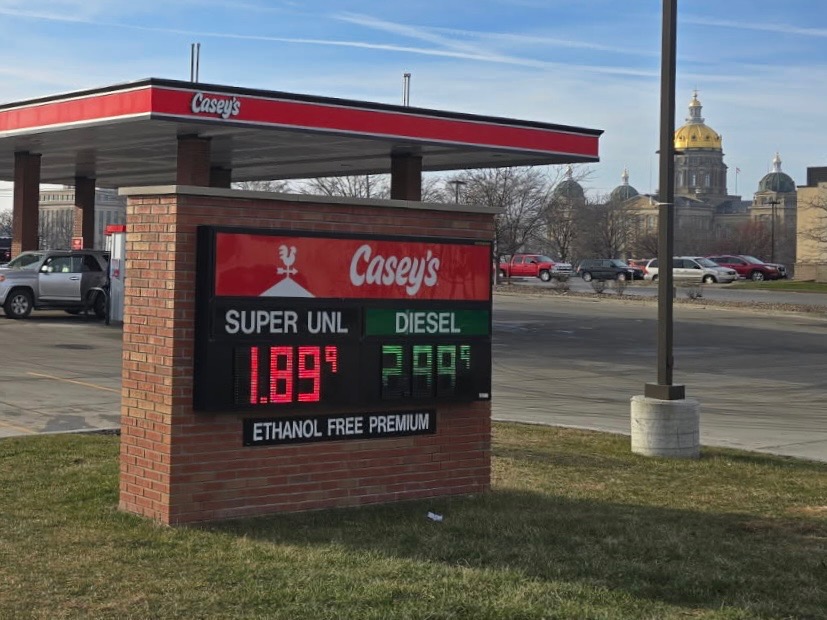 Casey's
Casey's
SUPER UNL DIESEL
1.89⁹ 2.99⁹
ETHANOL FREE PREMIUM